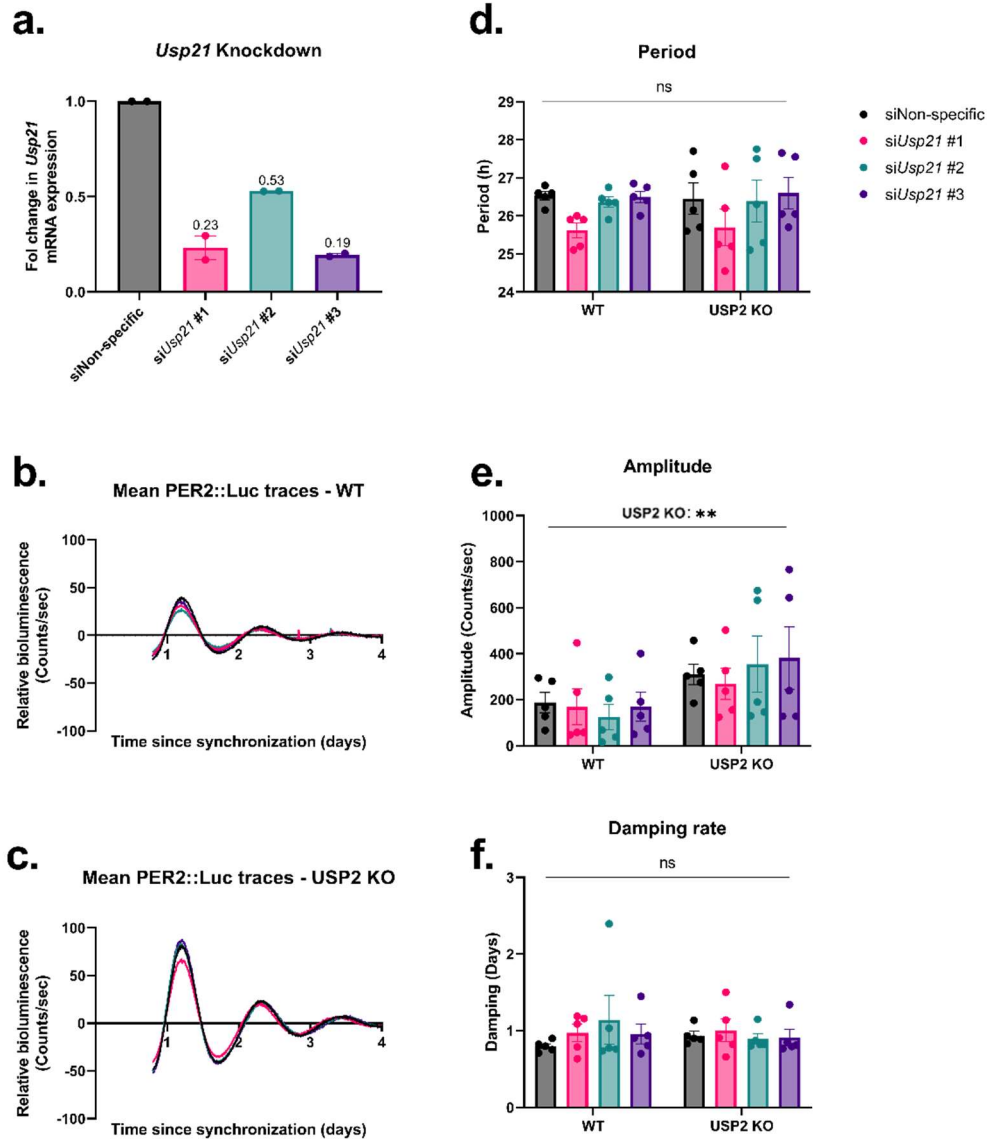 a.
Usp21 Knockdown
Fold change in Usp21
mRNA expression
1.0
0.5
0.0
0.23
0.53
0.19
siNon-specific
siUsp21 #1
siUsp21 #2
siUsp21 #3
d.
Period
ns
Period (h)
29
28
27
26
25
24
WT
USP2 KO
siNon-specific
siUsp21 #1
siUsp21 #2
siUsp21 #3
b.
Mean PER2::Luc traces - WT
Relative bioluminescence
(Counts/sec)
100
50
0
-50
-100
1
2
3
4
Time since synchronization (days)
e.
Amplitude
USP2 KO: **
Amplitude (Counts/sec)
1000
800
600
400
200
0
WT
USP2 KO
c.
Mean PER2::Luc traces - USP2 KO
Relative bioluminescence
(Counts/sec)
100
50
0
-50
-100
1
2
3
4
Time since synchronization (days)
f.
Damping rate
ns
Damping (Days)
3
2
1
0
WT
USP2 KO